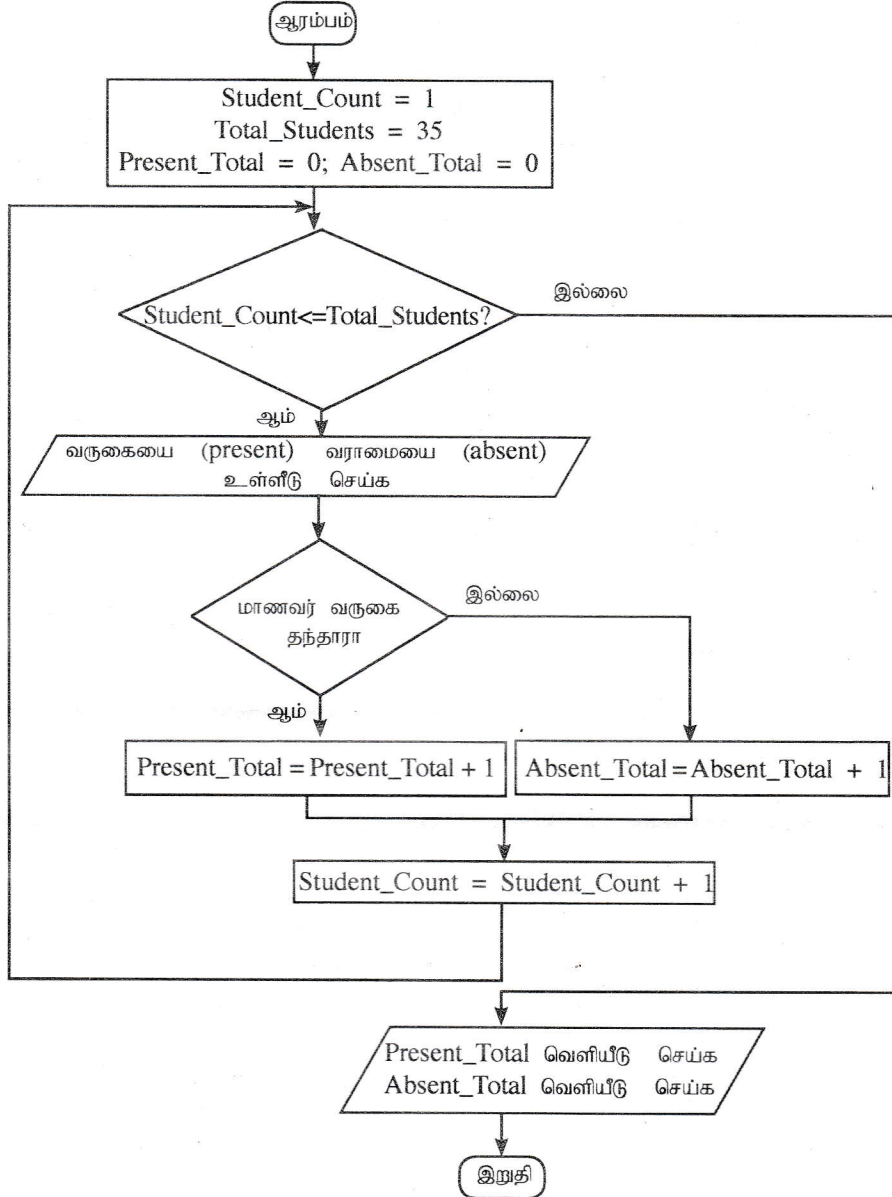 ஆரம்பம்
Student_Count = 1
Total_Students = 35
Present_Total = 0; Absent_Total = 0
Student_Count<=Total_Students?
இல்லை
ஆம்
வருகையை (present) வராமையை (absent)
உள்ளீடு செய்க
மாணவர் வருகை
தந்தாரா
இல்லை
ஆம்
Present_Total = Present_Total + 1
Absent_Total = Absent_Total + 1
Student_Count = Student_Count + 1
Present_Total வெளியீடு செய்க
Absent_Total வெளியீடு செய்க
இறுதி